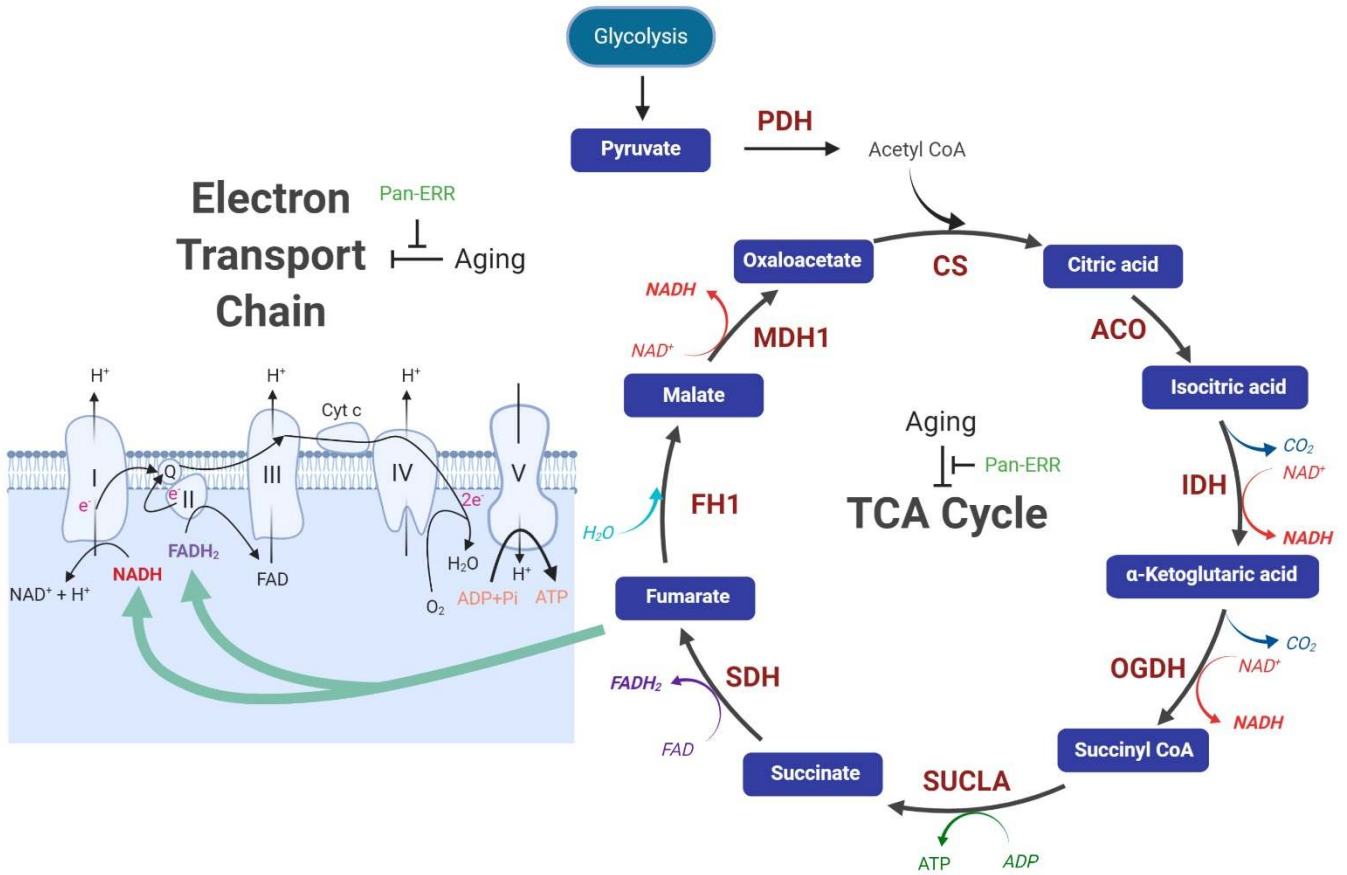 Glycolysis
Pyruvate
PDH
Acetyl CoA
Electron
Transport
Chain
Pan-ERR
Aging
Oxaloacetate
CS
Citric acid
ACO
NADH
NAD⁺
MDH1
Malate
Isocitric acid
CO₂
NAD⁺
IDH
NADH
Aging
Pan-ERR
TCA Cycle
FH1
H₂O
α-Ketoglutaric acid
Fumarate
CO₂
OGDH
NAD⁺
NADH
SDH
FADH₂
FAD
Succinyl CoA
Succinate
SUCLA
ATP
ADP
H⁺
H⁺
H⁺
Cyt c
I
Q
II
III
IV
V
e⁻
e⁻
2e⁻
FADH₂
NADH
NAD⁺ + H⁺
FAD
H₂O
O₂
H⁺
ADP+Pi
ATP